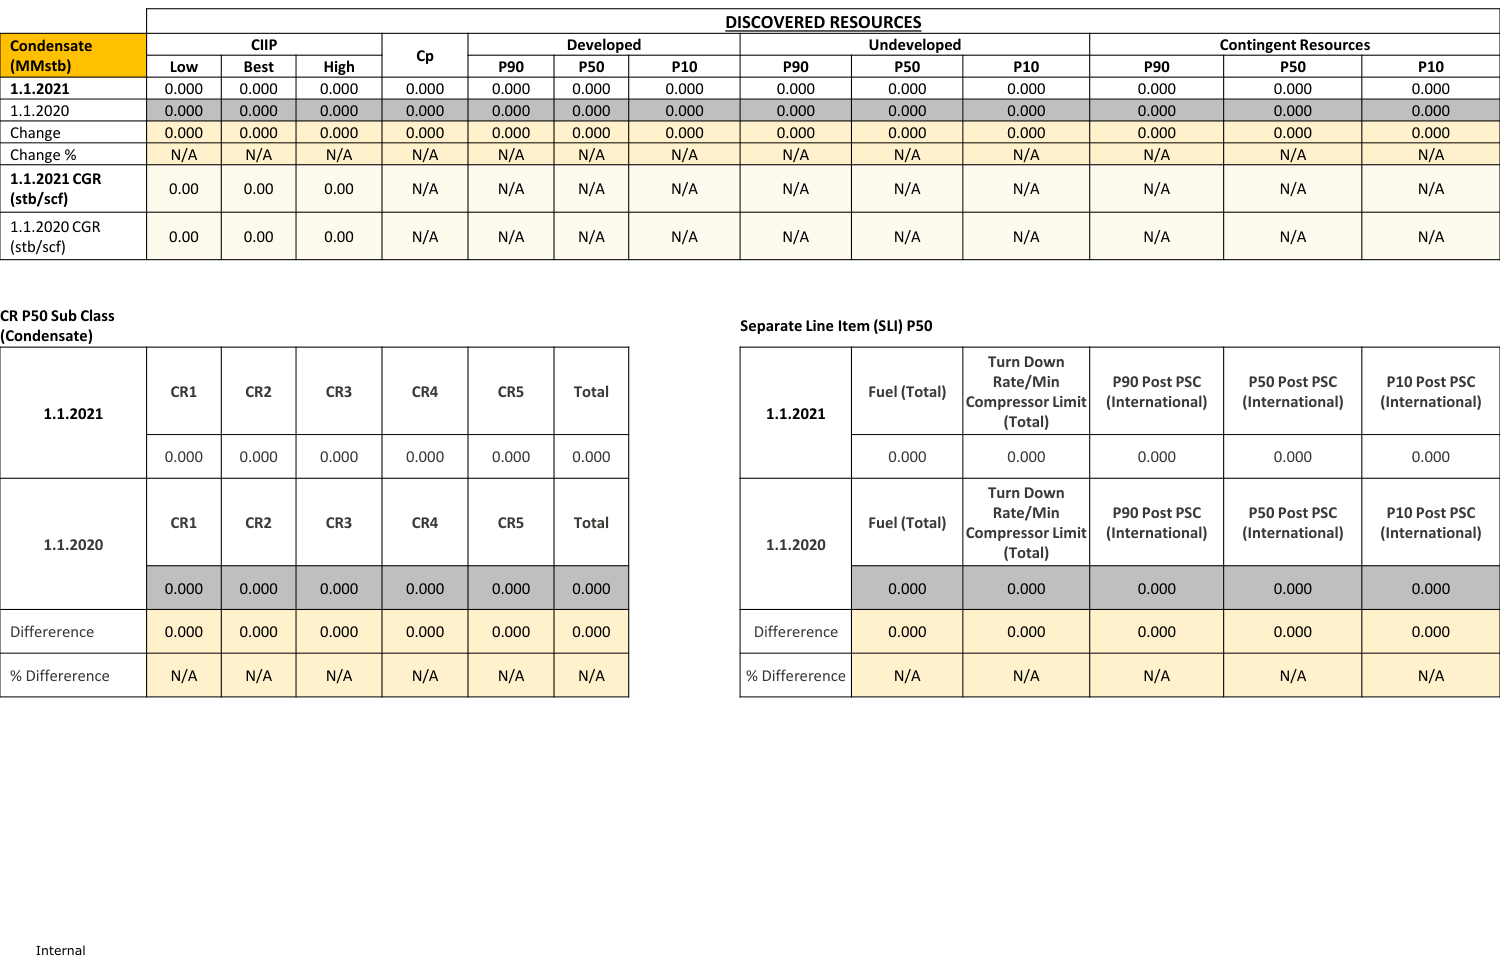 DISCOVERED RESOURCES
Condensate (MMstb) CIIP Cp Developed Undeveloped Contingent Resources
Low Best High P90 P50 P10 P90 P50 P10 P90 P50 P10
1.1.2021 0.000 0.000 0.000 0.000 0.000 0.000 0.000 0.000 0.000 0.000 0.000 0.000 0.000
1.1.2020 0.000 0.000 0.000 0.000 0.000 0.000 0.000 0.000 0.000 0.000 0.000 0.000 0.000
Change 0.000 0.000 0.000 0.000 0.000 0.000 0.000 0.000 0.000 0.000 0.000 0.000 0.000
Change % N/A N/A N/A N/A N/A N/A N/A N/A N/A N/A N/A N/A N/A
1.1.2021 CGR (stb/scf) 0.00 0.00 0.00 N/A N/A N/A N/A N/A N/A N/A N/A N/A N/A
1.1.2020 CGR (stb/scf) 0.00 0.00 0.00 N/A N/A N/A N/A N/A N/A N/A N/A N/A N/A
CR P50 Sub Class
(Condensate)
1.1.2021 CR1 CR2 CR3 CR4 CR5 Total
0.000 0.000 0.000 0.000 0.000 0.000
1.1.2020 CR1 CR2 CR3 CR4 CR5 Total
0.000 0.000 0.000 0.000 0.000 0.000
Differerence 0.000 0.000 0.000 0.000 0.000 0.000
% Differerence N/A N/A N/A N/A N/A N/A
Separate Line Item (SLI) P50
1.1.2021 Fuel (Total) Turn Down Rate/Min Compressor Limit (Total) P90 Post PSC (International) P50 Post PSC (International) P10 Post PSC (International)
0.000 0.000 0.000 0.000 0.000
1.1.2020 Fuel (Total) Turn Down Rate/Min Compressor Limit (Total) P90 Post PSC (International) P50 Post PSC (International) P10 Post PSC (International)
0.000 0.000 0.000 0.000 0.000
Differerence 0.000 0.000 0.000 0.000 0.000
% Differerence N/A N/A N/A N/A N/A
Internal